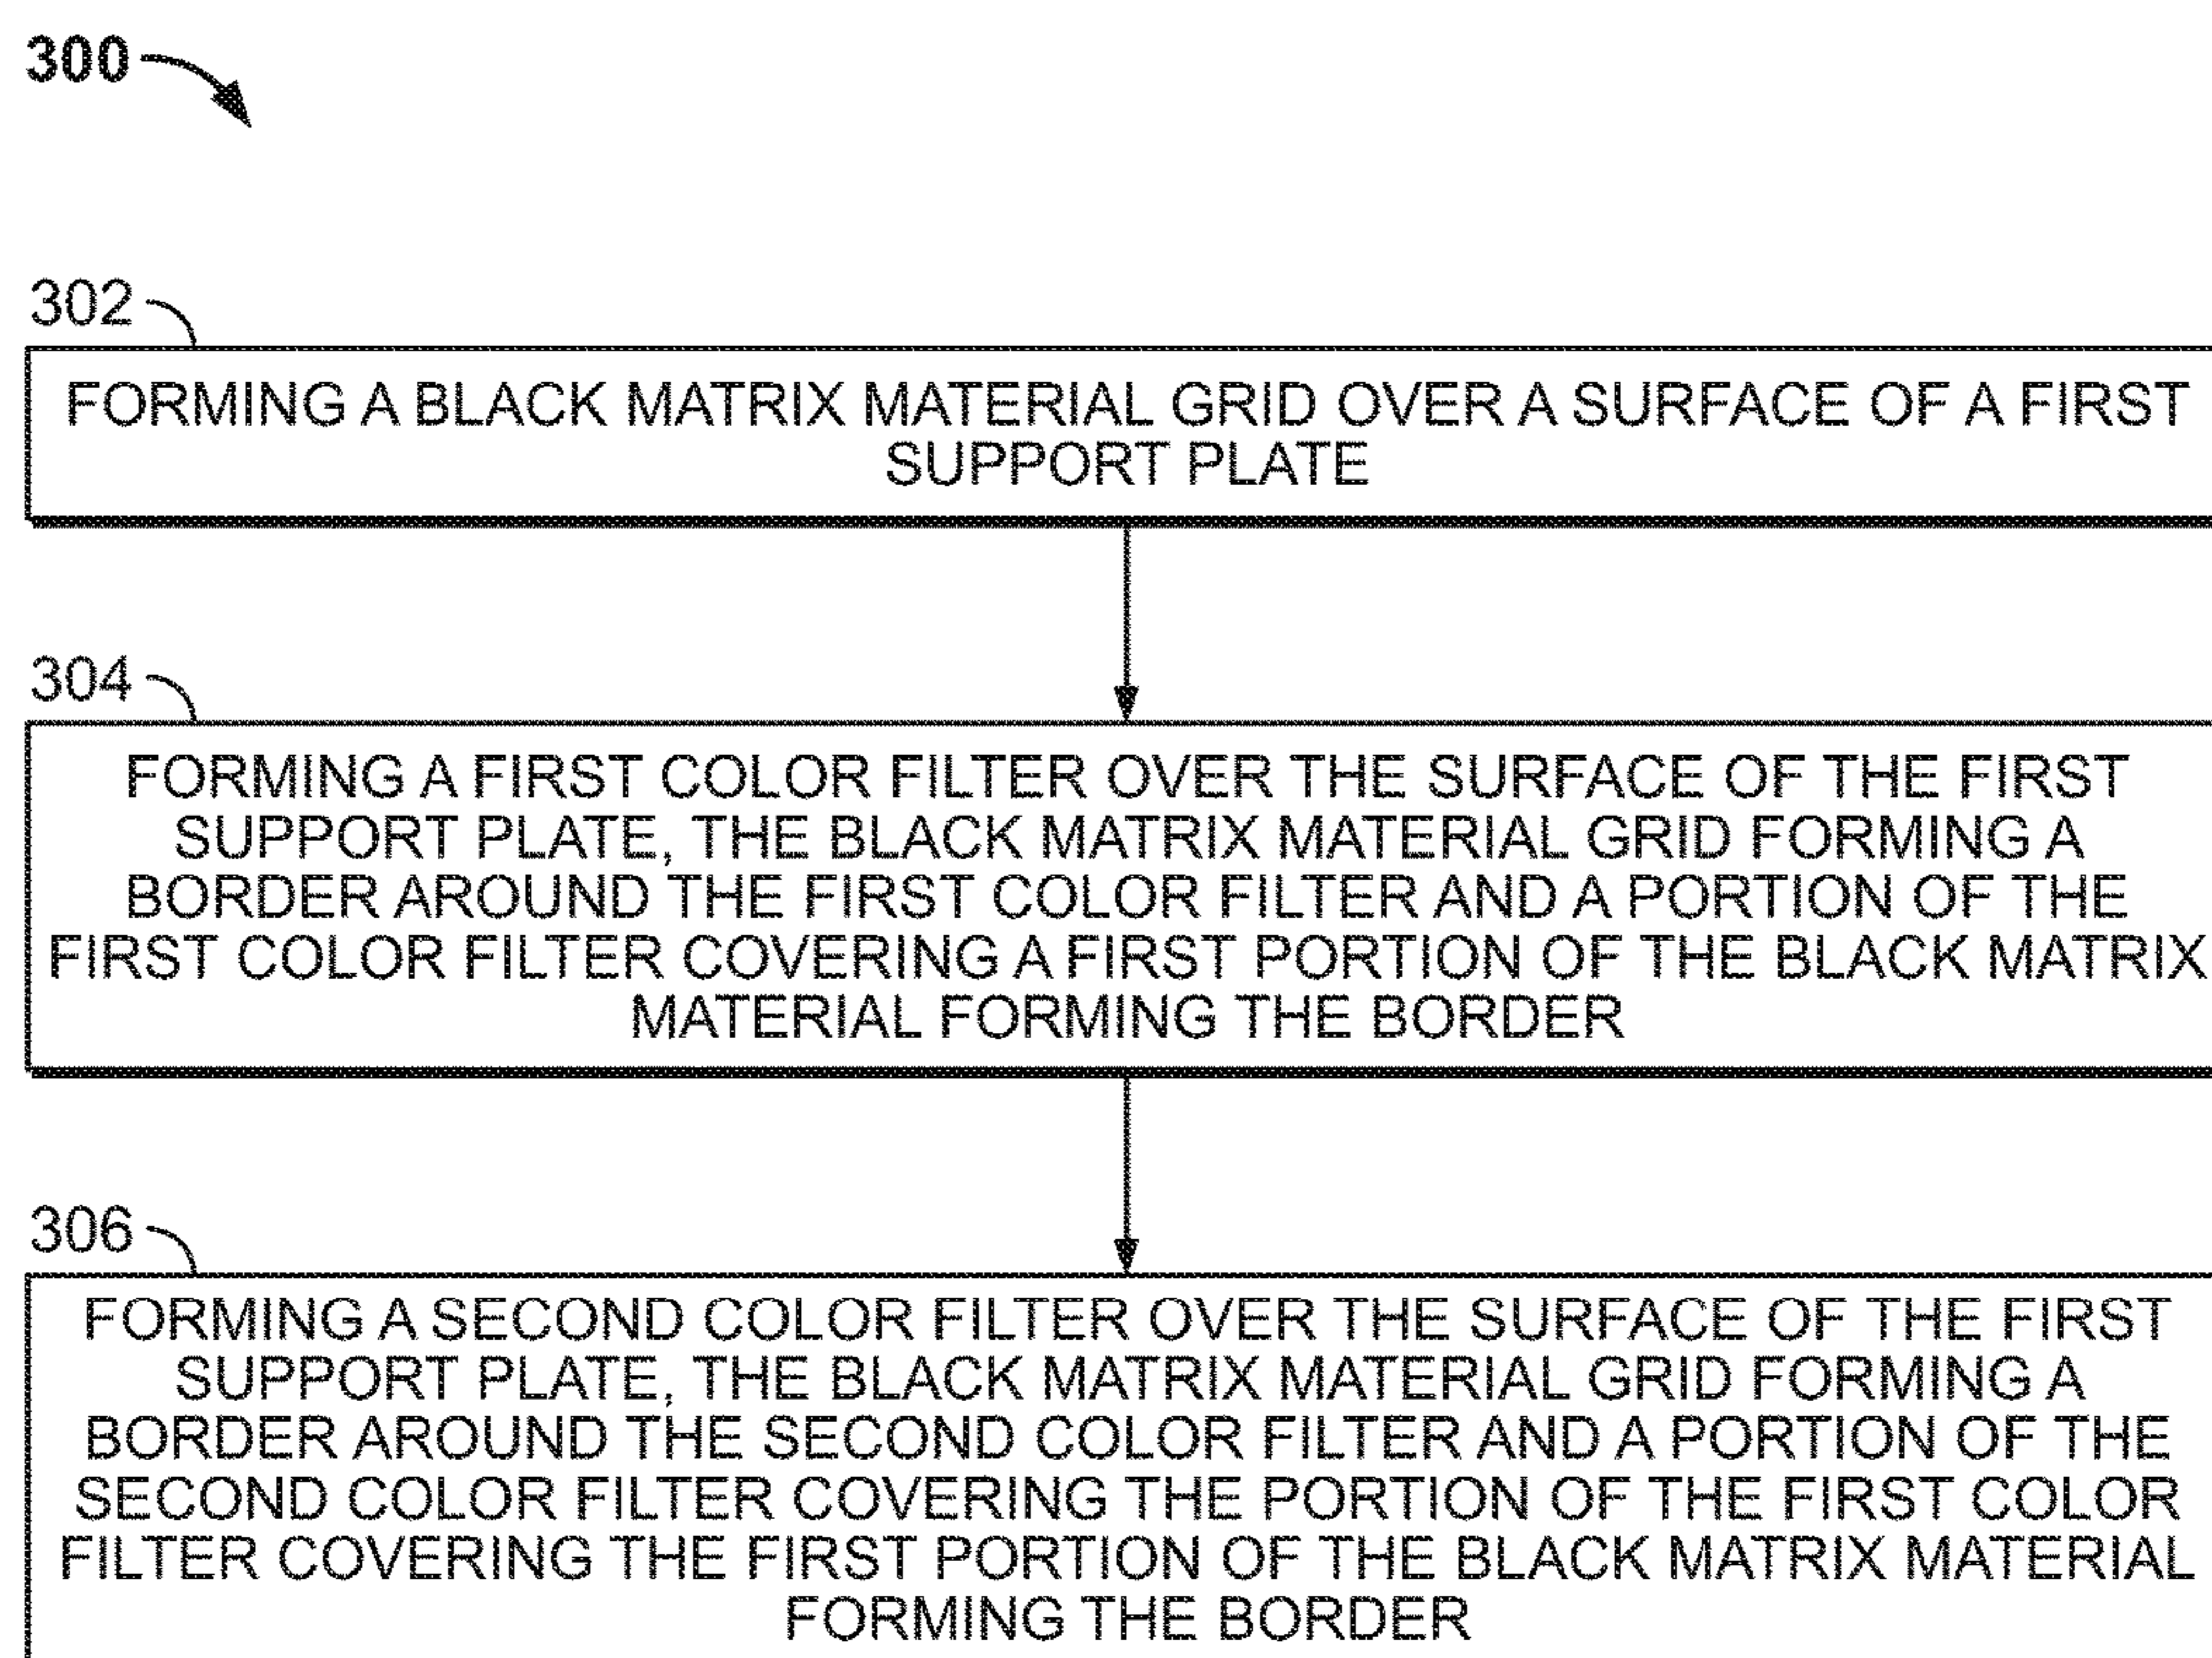 300
302
FORMING A BLACK MATRIX MATERIAL GRID OVER A SURFACE OF A FIRST
SUPPORT PLATE
304
FORMING A FIRST COLOR FILTER OVER THE SURFACE OF THE FIRST
SUPPORT PLATE, THE BLACK MATRIX MATERIAL GRID FORMING A
BORDER AROUND THE FIRST COLOR FILTER AND A PORTION OF THE
FIRST COLOR FILTER COVERING A FIRST PORTION OF THE BLACK MATRIX
MATERIAL FORMING THE BORDER
306
FORMING A SECOND COLOR FILTER OVER THE SURFACE OF THE FIRST
SUPPORT PLATE, THE BLACK MATRIX MATERIAL GRID FORMING A
BORDER AROUND THE SECOND COLOR FILTER AND A PORTION OF THE
SECOND COLOR FILTER COVERING THE PORTION OF THE FIRST COLOR
FILTER COVERING THE FIRST PORTION OF THE BLACK MATRIX MATERIAL
FORMING THE BORDER